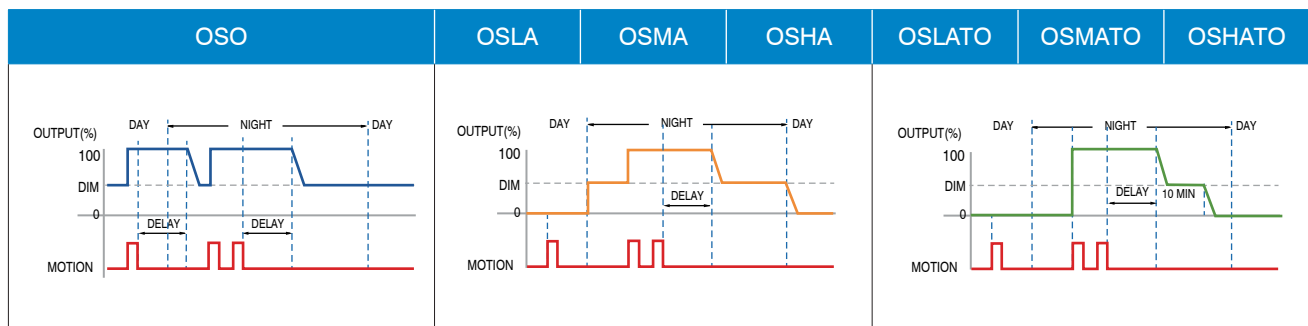 OSO OSLA OSMA OSHA OSLATO OSMATO OSHATO
OUTPUT(%) DAY NIGHT DAY
100
DIM
0
DELAY DELAY
MOTION
OUTPUT(%) DAY NIGHT DAY
100
DIM
DELAY
0
MOTION
OUTPUT(%) DAY NIGHT DAY
100
DIM
DELAY 10 MIN
0
MOTION